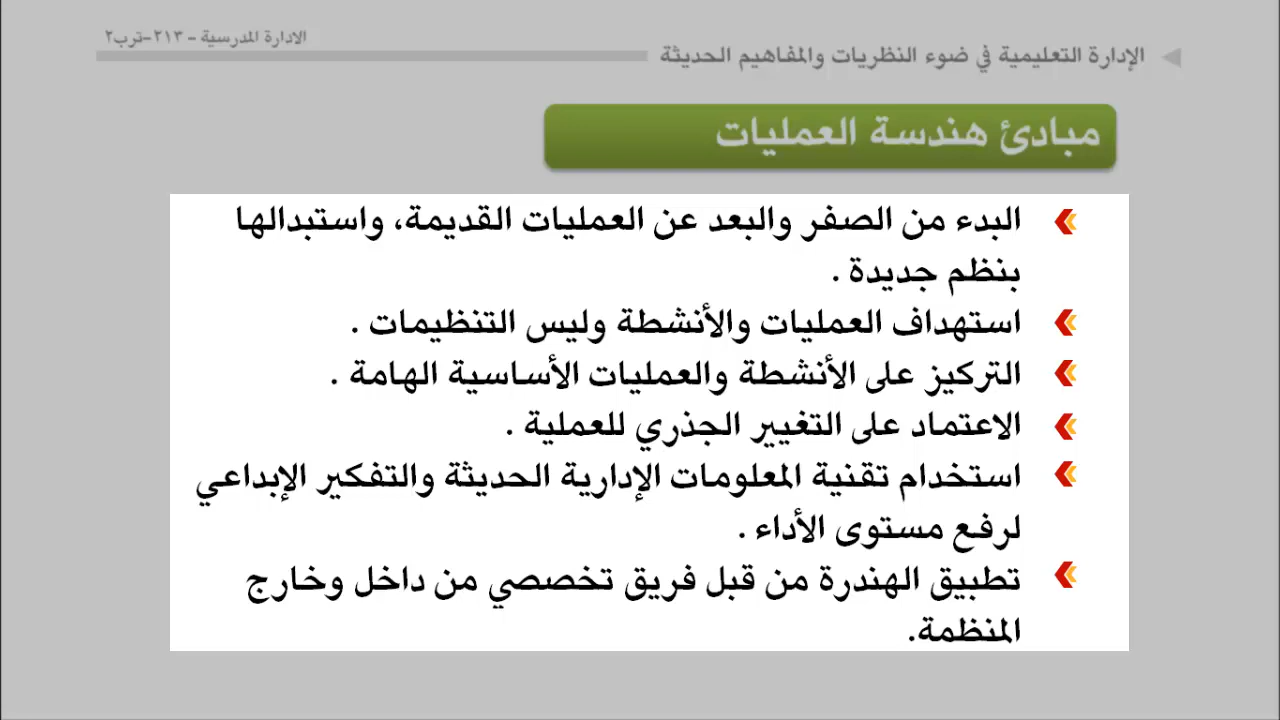 الادارة المدرسية - ٢١٣-ترب٢
الإدارة التعليمية في ضوء النظريات والمفاهيم الحديثة
مبادئ هندسة العمليات
البدء من الصفر والبعد عن العمليات القديمة، واستبدالها
بنظم جديدة .
استهداف العمليات والأنشطة وليس التنظيمات .
التركيز على الأنشطة والعمليات الأساسية الهامة .
الاعتماد على التغيير الجذري للعملية .
استخدام تقنية المعلومات الإدارية الحديثة والتفكير الإبداعي
لرفع مستوى الأداء .
تطبيق الهندرة من قبل فريق تخصصي من داخل وخارج
المنظمة.